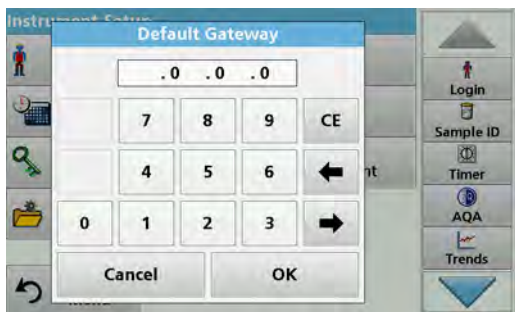 Default Gateway
.0 .0 .0
7 8 9 CE
4 5 6
0 1 2 3
Cancel OK
Login
Sample ID
Timer
AQA
Trends